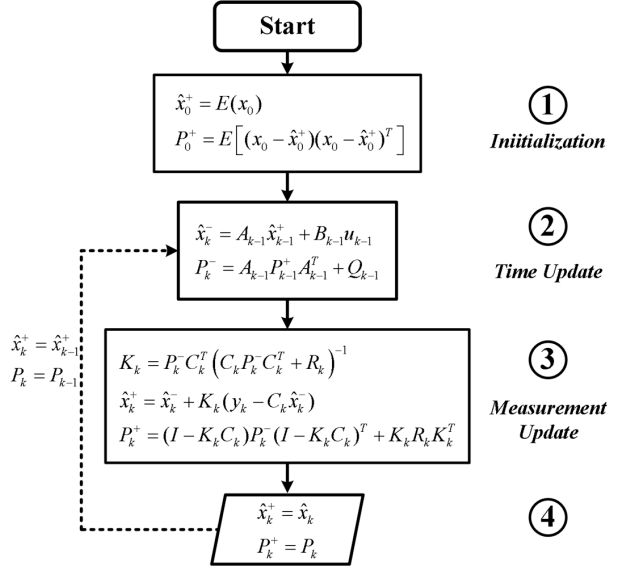 Start
x̂₀⁺ = E(x₀)
P₀⁺ = E[(x₀ − x̂₀⁺)(x₀ − x̂₀⁺)ᵀ]
1
Iniitialization
x̂ₖ⁻ = Aₖ₋₁x̂ₖ₋₁⁺ + Bₖ₋₁uₖ₋₁
Pₖ⁻ = Aₖ₋₁Pₖ₋₁⁺Aₖ₋₁ᵀ + Qₖ₋₁
2
Time Update
x̂ₖ⁺ = x̂ₖ₋₁⁺
Pₖ = Pₖ₋₁
Kₖ = Pₖ⁻Cₖᵀ(CₖPₖ⁻Cₖᵀ + Rₖ)⁻¹
x̂ₖ⁺ = x̂ₖ⁻ + Kₖ(yₖ − Cₖx̂ₖ⁻)
Pₖ⁺ = (I − KₖCₖ)Pₖ⁻(I − KₖCₖ)ᵀ + KₖRₖKₖᵀ
3
Measurement
Update
x̂ₖ⁺ = x̂ₖ
Pₖ⁺ = Pₖ
4